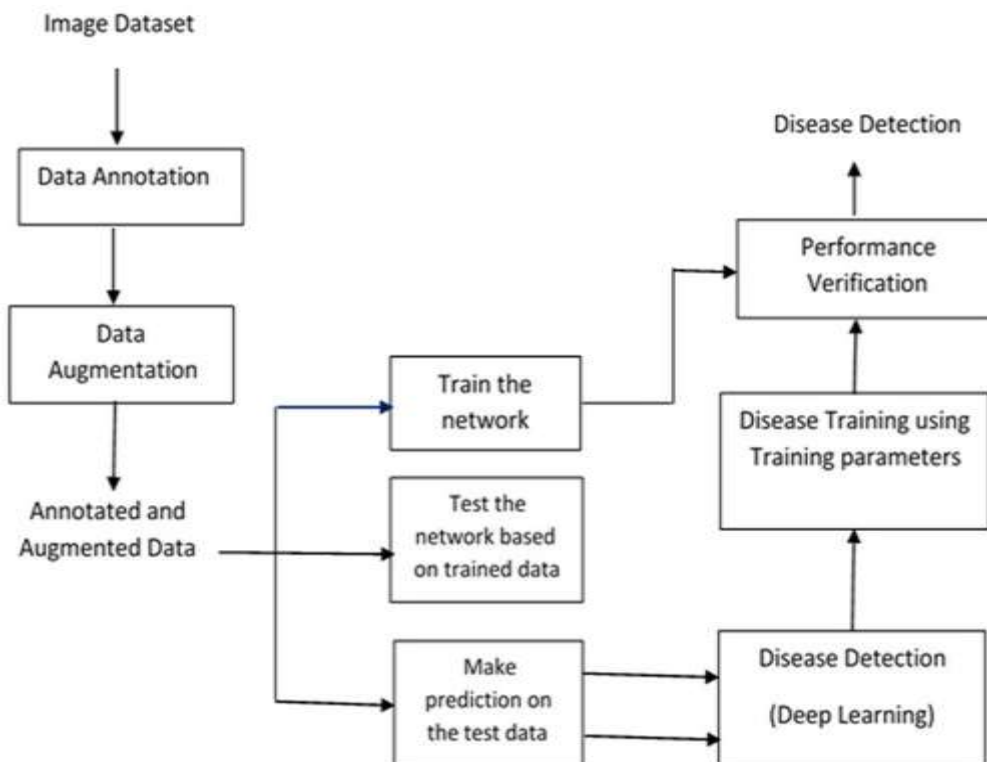 Image Dataset
Data Annotation
Data
Augmentation
Annotated and
Augmented Data
Train the
network
Test the
network based
on trained data
Make
prediction on
the test data
Disease Detection
Performance
Verification
Disease Training using
Training parameters
Disease Detection
(Deep Learning)